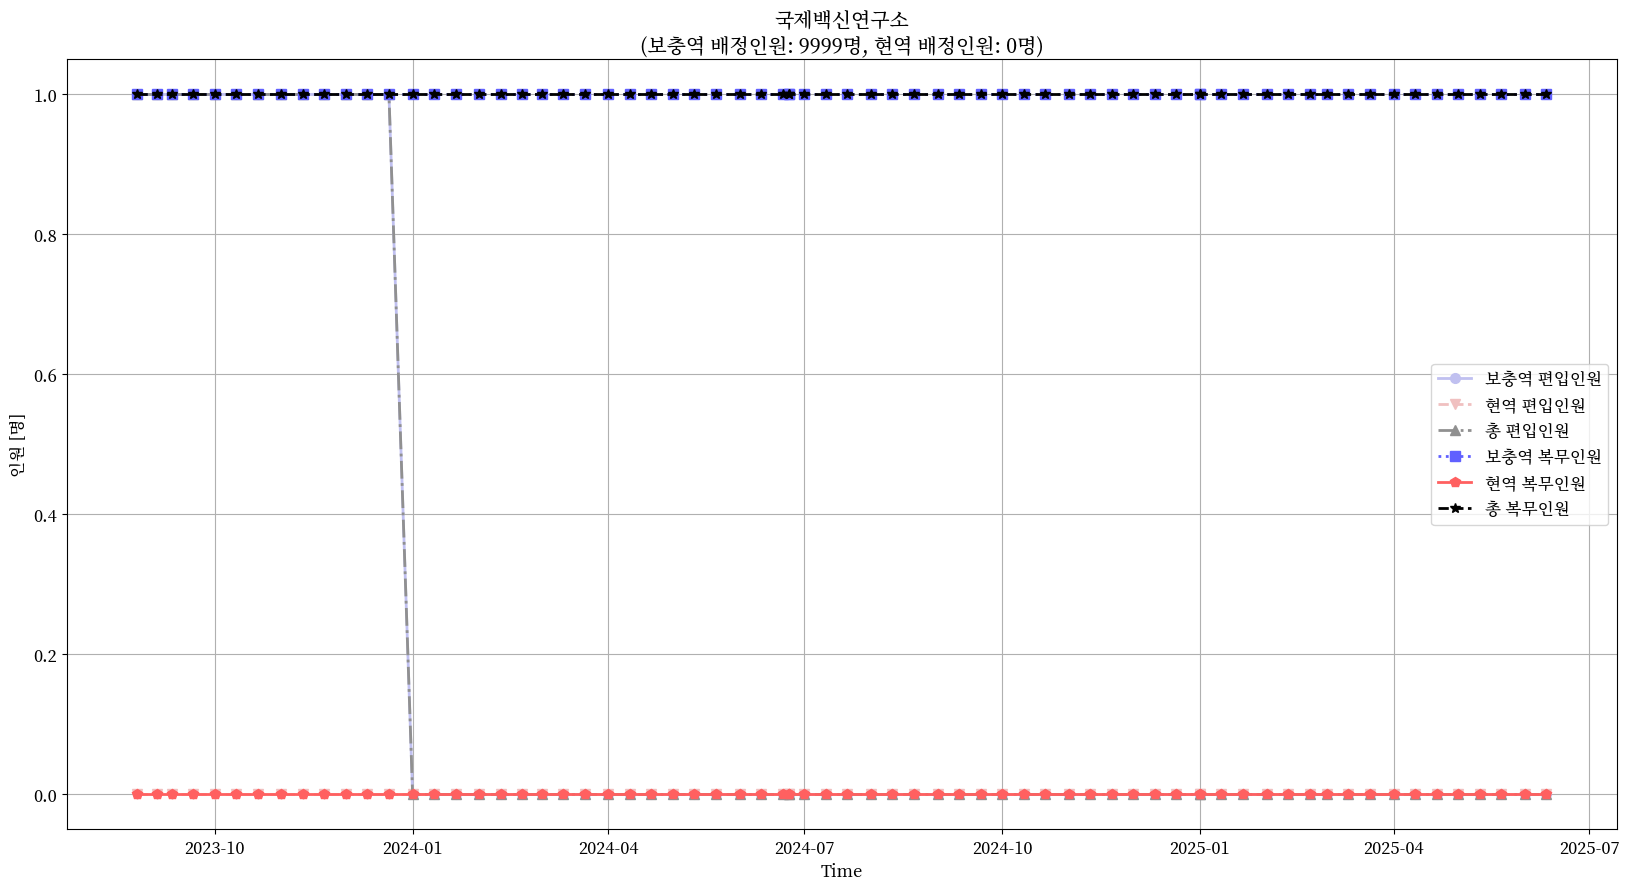 국제백신연구소
(보충역 배정인원: 9999명, 현역 배정인원: 0명)
1.0
0.8
0.6
0.4
0.2
0.0
인원 [명]
보충역 편입인원
현역 편입인원
총 편입인원
보충역 복무인원
현역 복무인원
총 복무인원
2023-10
2024-01
2024-04
2024-07
2024-10
2025-01
2025-04
2025-07
Time